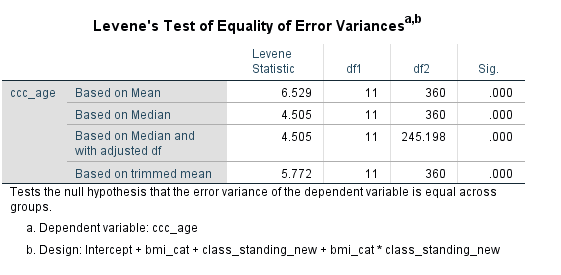 Levene's Test of Equality of Error Variancesa,b
Levene
Statistic df1 df2 Sig.
ccc_age Based on Mean 6.529 11 360 .000
Based on Median 4.505 11 360 .000
Based on Median and
with adjusted df 4.505 11 245.198 .000
Based on trimmed mean 5.772 11 360 .000
Tests the null hypothesis that the error variance of the dependent variable is equal across
groups.
a. Dependent variable: ccc_age
b. Design: Intercept + bmi_cat + class_standing_new + bmi_cat * class_standing_new